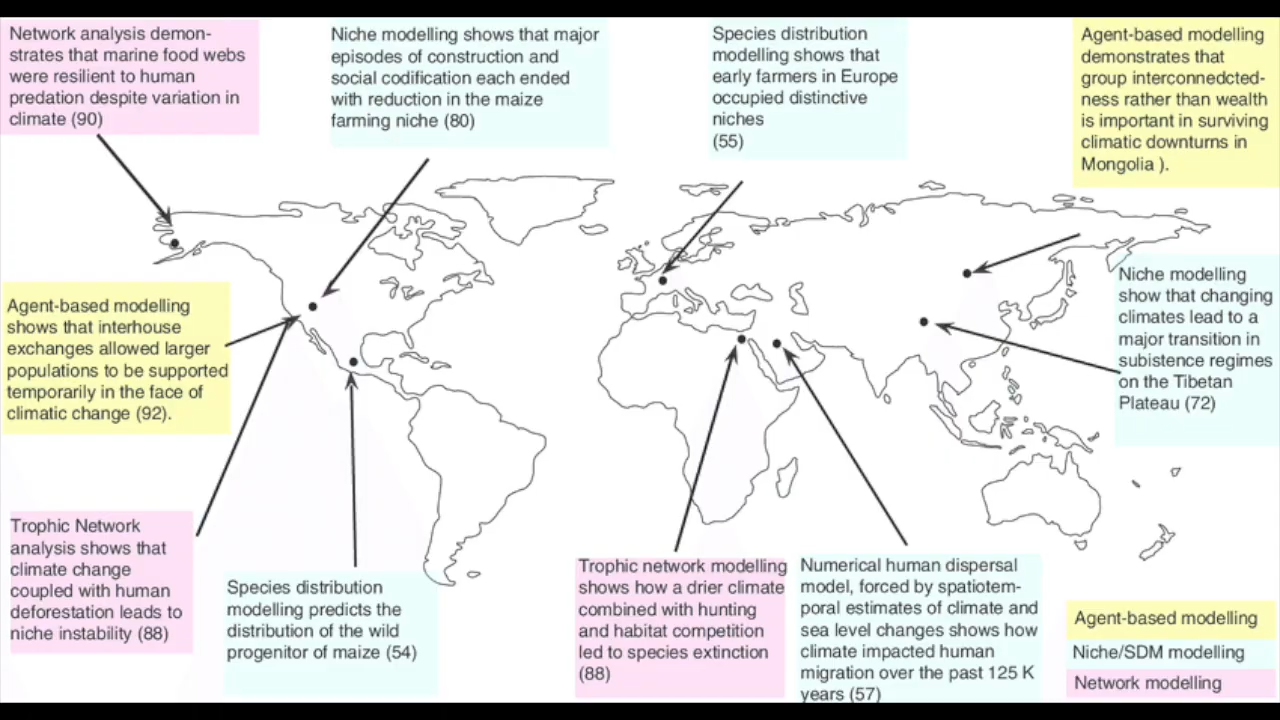 Network analysis demon-
strates that marine food webs
were resilient to human
predation despite variation in
climate (90)
Niche modelling shows that major
episodes of construction and
social codification each ended
with reduction in the maize
farming niche (80)
Species distribution
modelling shows that
early farmers in Europe
occupied distinctive
niches
(55)
Agent-based modelling
demonstrates that
group interconnedcted-
ness rather than wealth
is important in surviving
climatic downturns in
Mongolia ).
Agent-based modelling
shows that interhouse
exchanges allowed larger
populations to be supported
temporarily in the face of
climatic change (92).
Niche modelling
show that changing
climates lead to a
major transition in
subistence regimes
on the Tibetan
Plateau (72)
Trophic Network
analysis shows that
climate change
coupled with human
deforestation leads to
niche instability (88)
Species distribution
modelling predicts the
distribution of the wild
progenitor of maize (54)
Trophic network modelling
shows how a drier climate
combined with hunting
and habitat competition
led to species extinction
(88)
Numerical human dispersal
model, forced by spatiotem-
poral estimates of climate and
sea level changes shows how
climate impacted human
migration over the past 125 K
years (57)
Agent-based modelling
Niche/SDM modelling
Network modelling